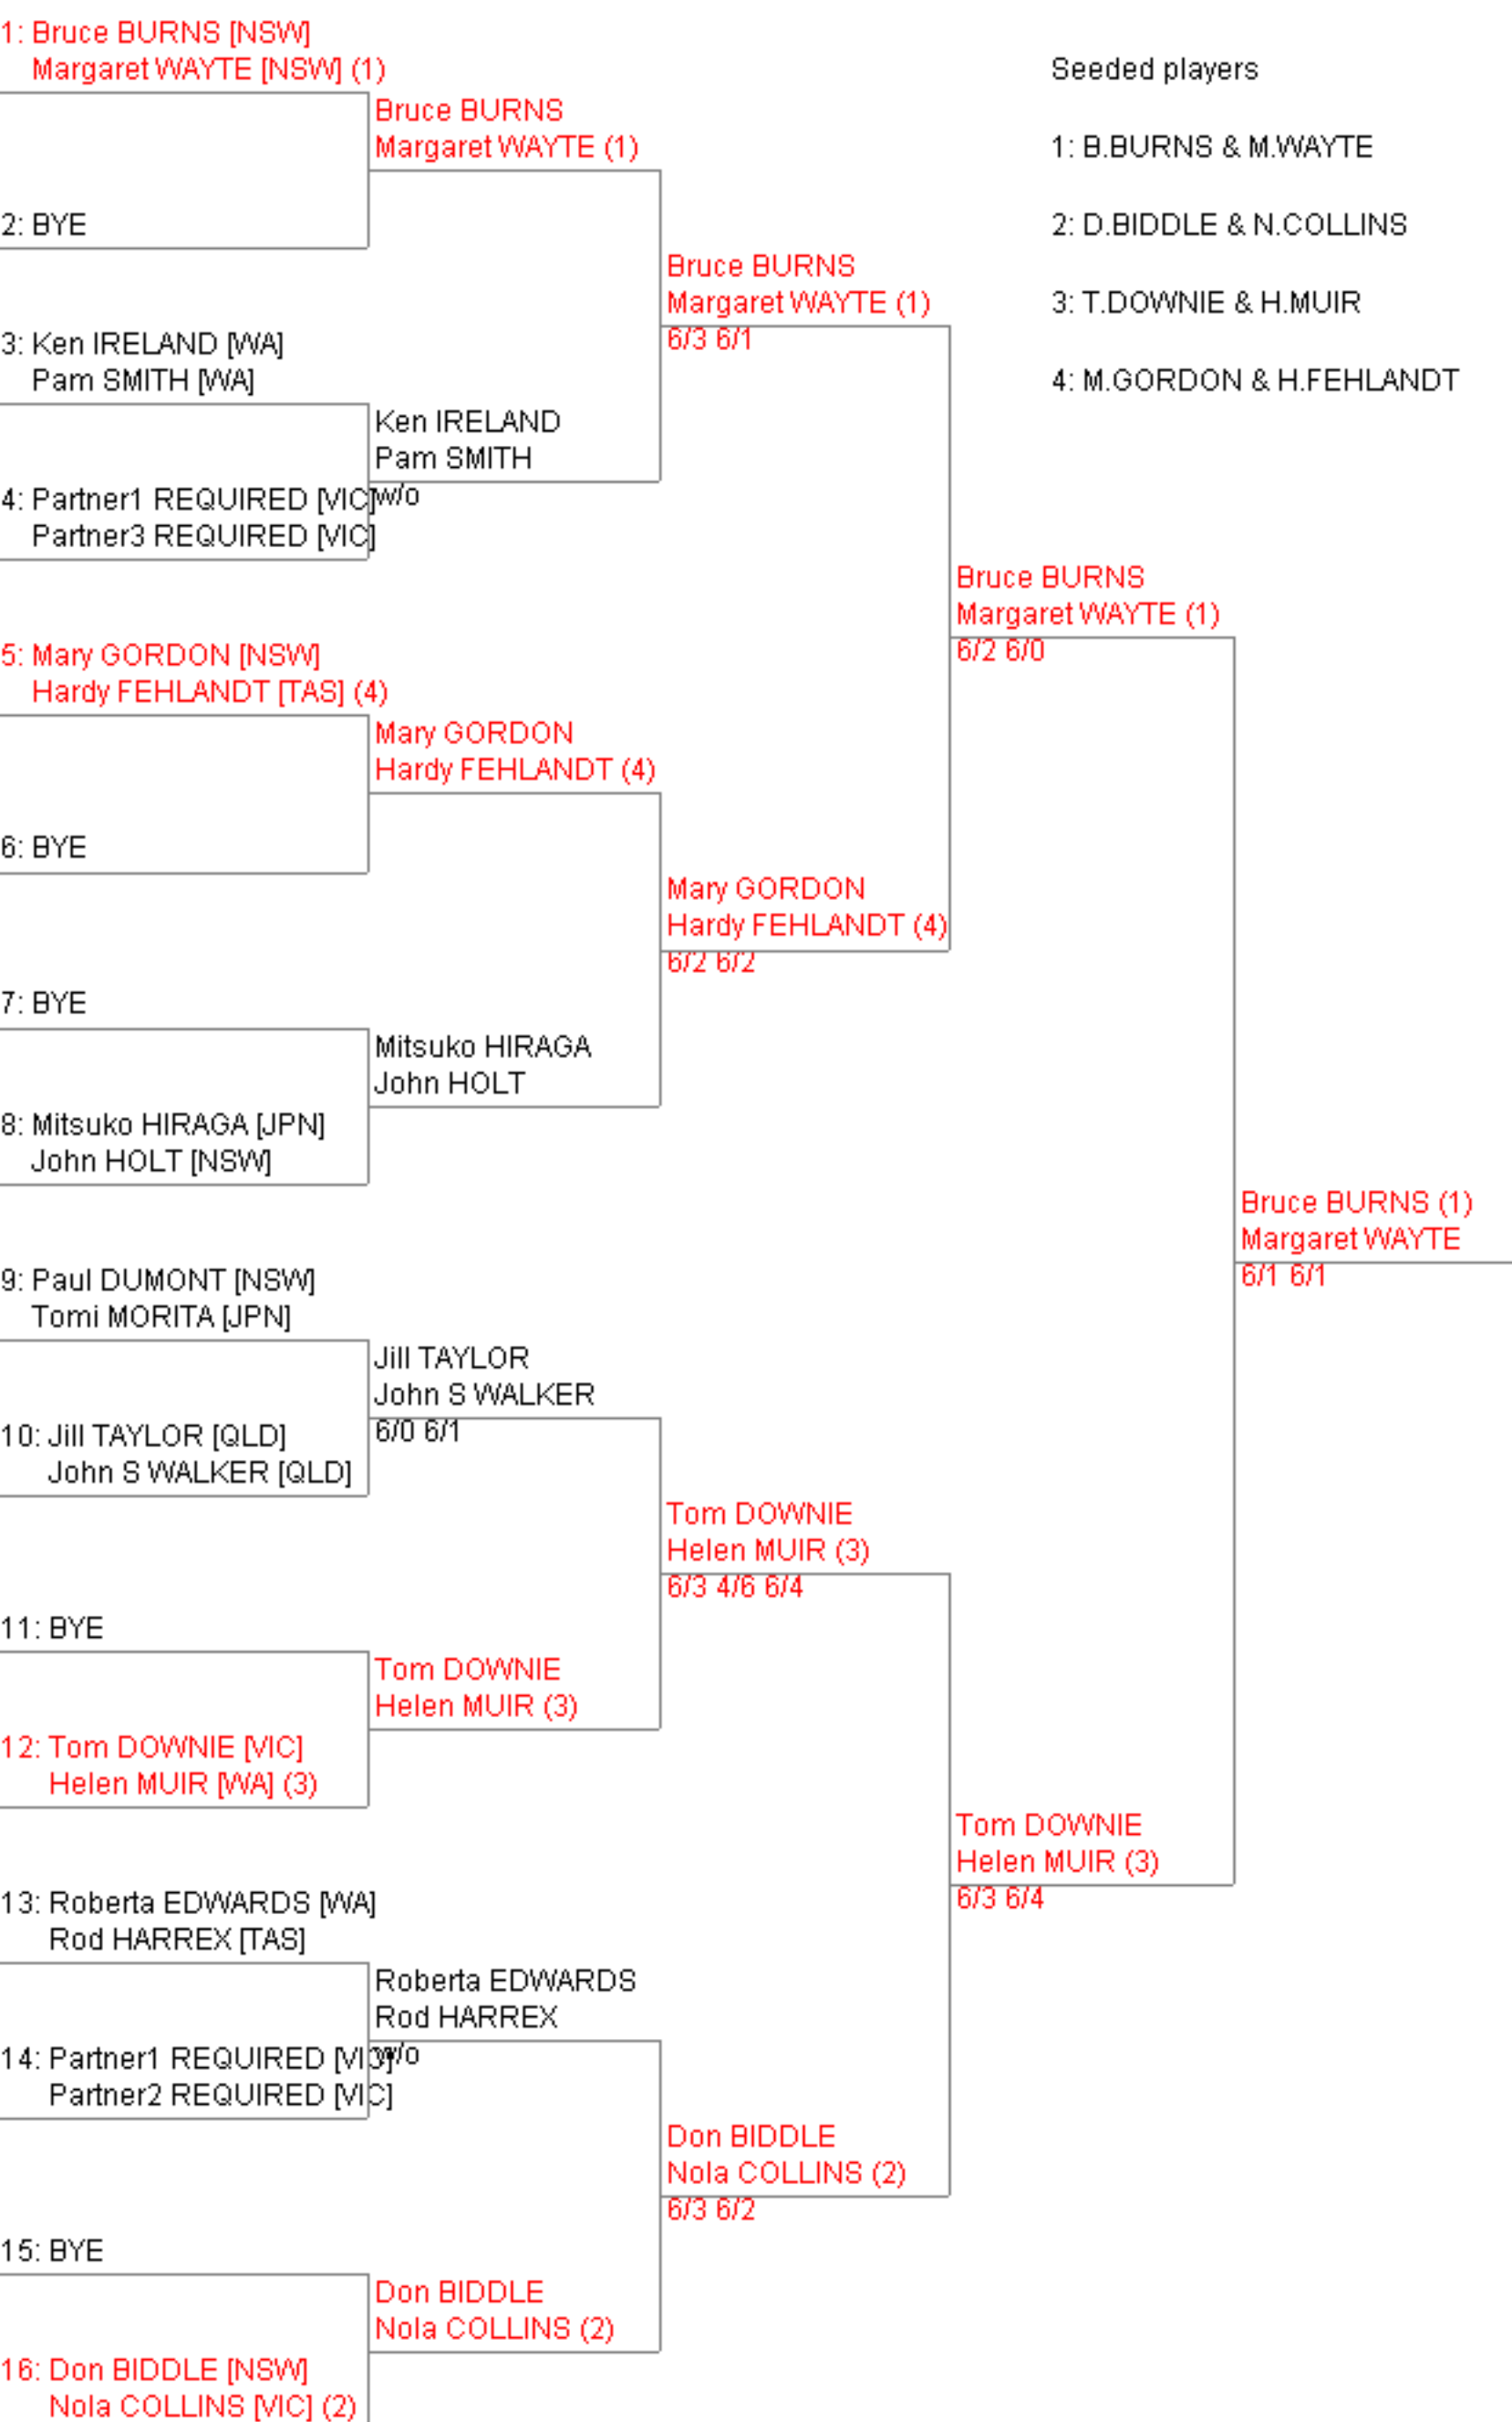 1: Bruce BURNS [NSW]
Margaret WAYTE [NSW] (1)
2: BYE
3: Ken IRELAND [WA]
Pam SMITH [WA]
4: Partner1 REQUIRED [VIC]
Partner3 REQUIRED [VIC]
5: Mary GORDON [NSW]
Hardy FEHLANDT [TAS] (4)
6: BYE
7: BYE
8: Mitsuko HIRAGA [JPN]
John HOLT [NSW]
9: Paul DUMONT [NSW]
Tomi MORITA [JPN]
10: Jill TAYLOR [QLD]
John S WALKER [QLD]
11: BYE
12: Tom DOWNIE [VIC]
Helen MUIR [WA] (3)
13: Roberta EDWARDS [WA]
Rod HARREX [TAS]
14: Partner1 REQUIRED [VIC]
Partner2 REQUIRED [VIC]
15: BYE
16: Don BIDDLE [NSW]
Nola COLLINS [VIC] (2)
Bruce BURNS
Margaret WAYTE (1)
Ken IRELAND
Pam SMITH
w/o
Mary GORDON
Hardy FEHLANDT (4)
Mitsuko HIRAGA
John HOLT
Jill TAYLOR
John S WALKER
6/0 6/1
Tom DOWNIE
Helen MUIR (3)
Roberta EDWARDS
Rod HARREX
w/o
Don BIDDLE
Nola COLLINS (2)
Bruce BURNS
Margaret WAYTE (1)
6/3 6/1
Mary GORDON
Hardy FEHLANDT (4)
6/2 6/2
Tom DOWNIE
Helen MUIR (3)
6/3 4/6 6/4
Don BIDDLE
Nola COLLINS (2)
6/3 6/2
Bruce BURNS
Margaret WAYTE (1)
6/2 6/0
Tom DOWNIE
Helen MUIR (3)
6/3 6/4
Bruce BURNS (1)
Margaret WAYTE
6/1 6/1
Seeded players
1: B.BURNS & M.WAYTE
2: D.BIDDLE & N.COLLINS
3: T.DOWNIE & H.MUIR
4: M.GORDON & H.FEHLANDT